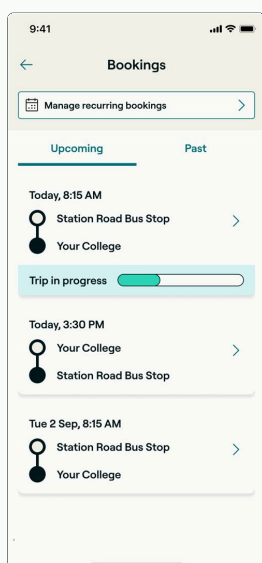 9:41
Bookings
Manage recurring bookings
Upcoming Past
Today, 8:15 AM
Station Road Bus Stop
Your College
Trip in progress
Today, 3:30 PM
Your College
Station Road Bus Stop
Tue 2 Sep, 8:15 AM
Station Road Bus Stop
Your College